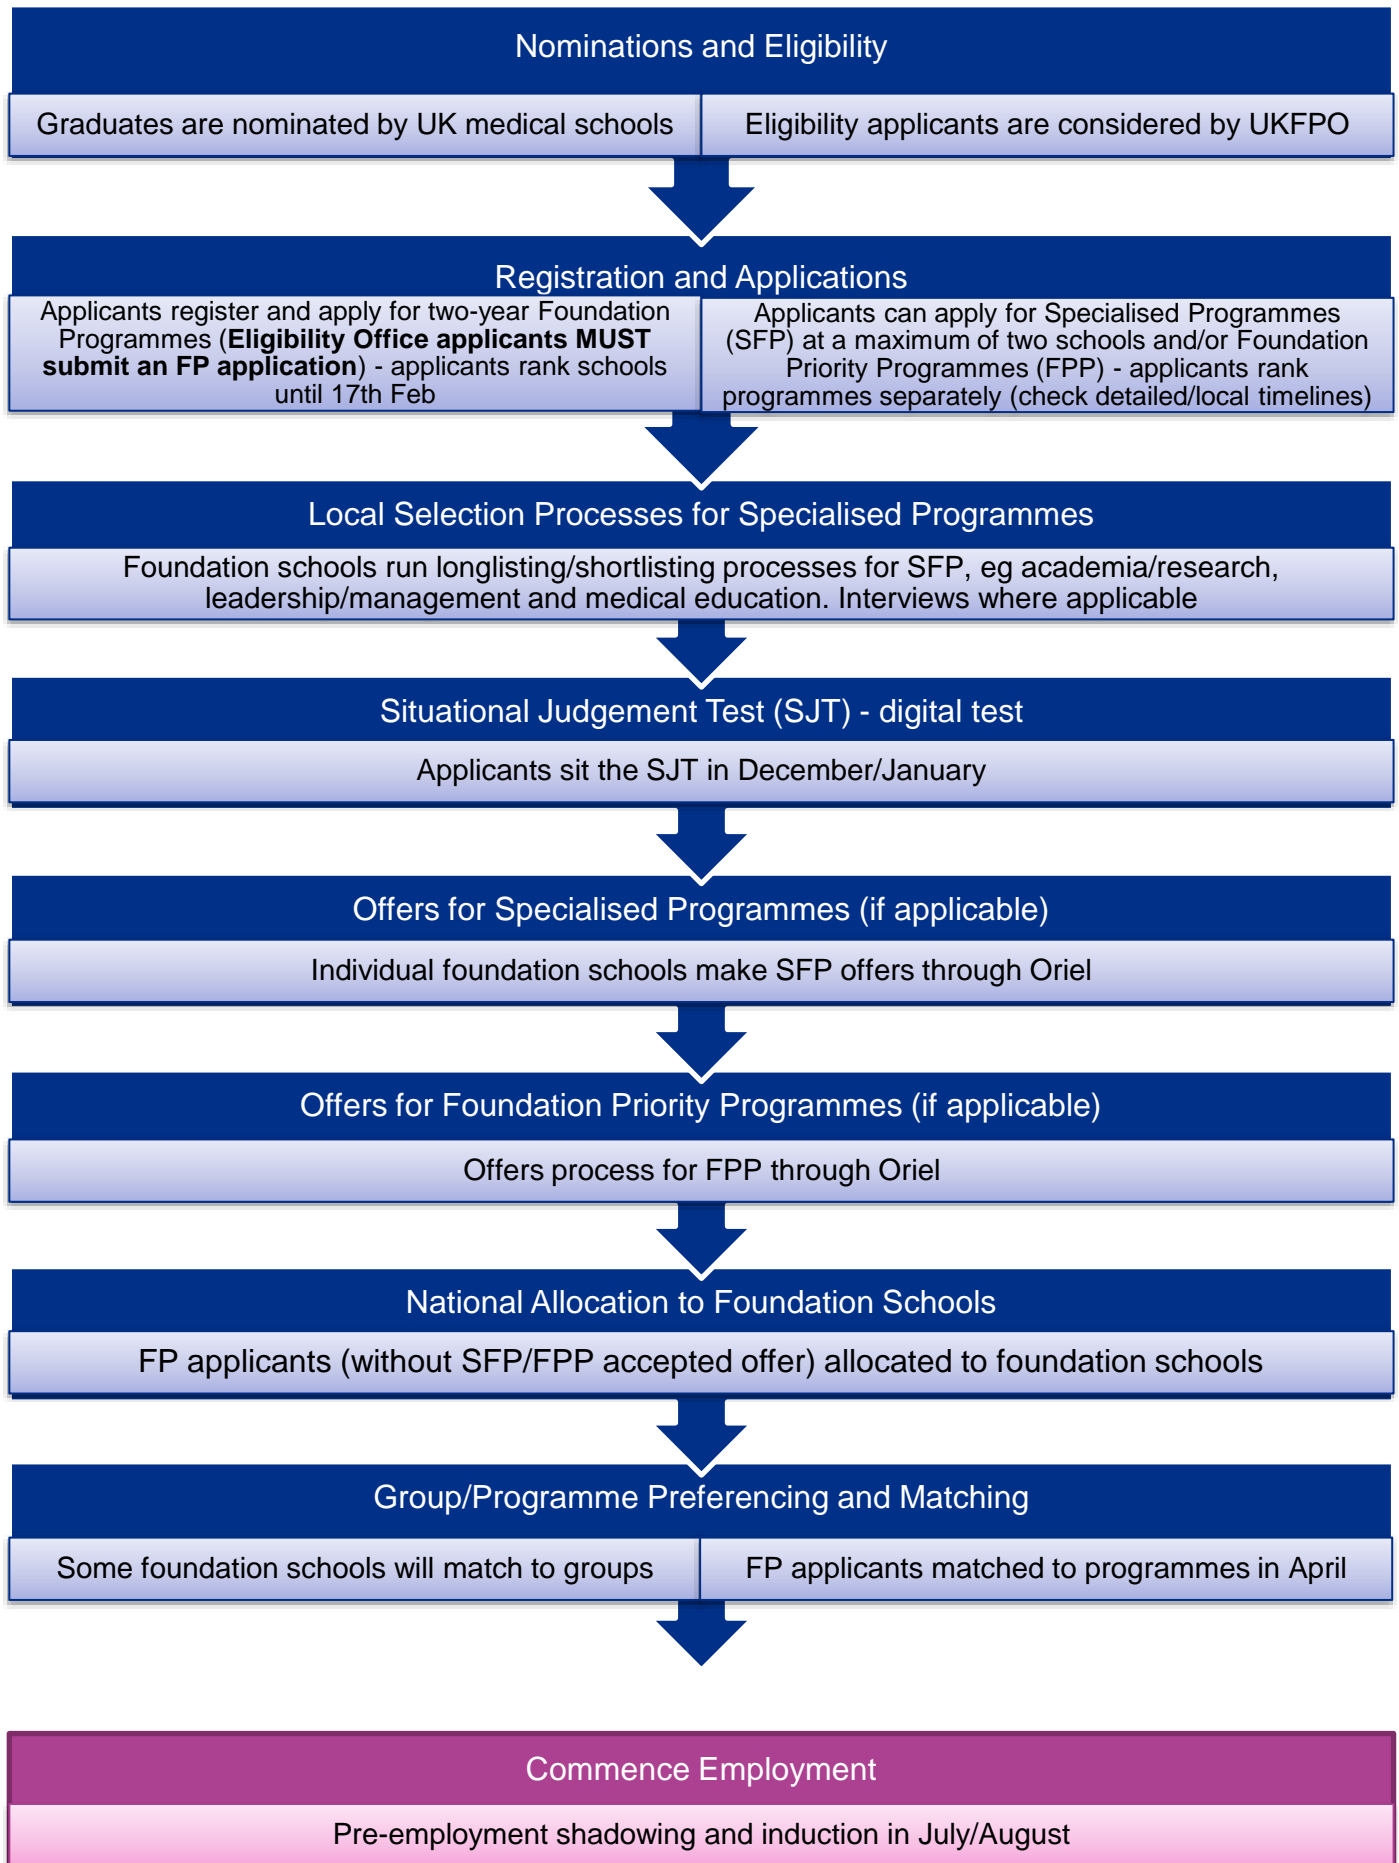 Nominations and Eligibility
Graduates are nominated by UK medical schools
Eligibility applicants are considered by UKFPO
Registration and Applications
Applicants register and apply for two-year Foundation
Programmes (Eligibility Office applicants MUST
submit an FP application) - applicants rank schools
until 17th Feb
Applicants can apply for Specialised Programmes
(SFP) at a maximum of two schools and/or Foundation
Priority Programmes (FPP) - applicants rank
programmes separately (check detailed/local timelines)
Local Selection Processes for Specialised Programmes
Foundation schools run longlisting/shortlisting processes for SFP, eg academia/research,
leadership/management and medical education. Interviews where applicable
Situational Judgement Test (SJT) - digital test
Applicants sit the SJT in December/January
Offers for Specialised Programmes (if applicable)
Individual foundation schools make SFP offers through Oriel
Offers for Foundation Priority Programmes (if applicable)
Offers process for FPP through Oriel
National Allocation to Foundation Schools
FP applicants (without SFP/FPP accepted offer) allocated to foundation schools
Group/Programme Preferencing and Matching
Some foundation schools will match to groups
FP applicants matched to programmes in April
Commence Employment
Pre-employment shadowing and induction in July/August